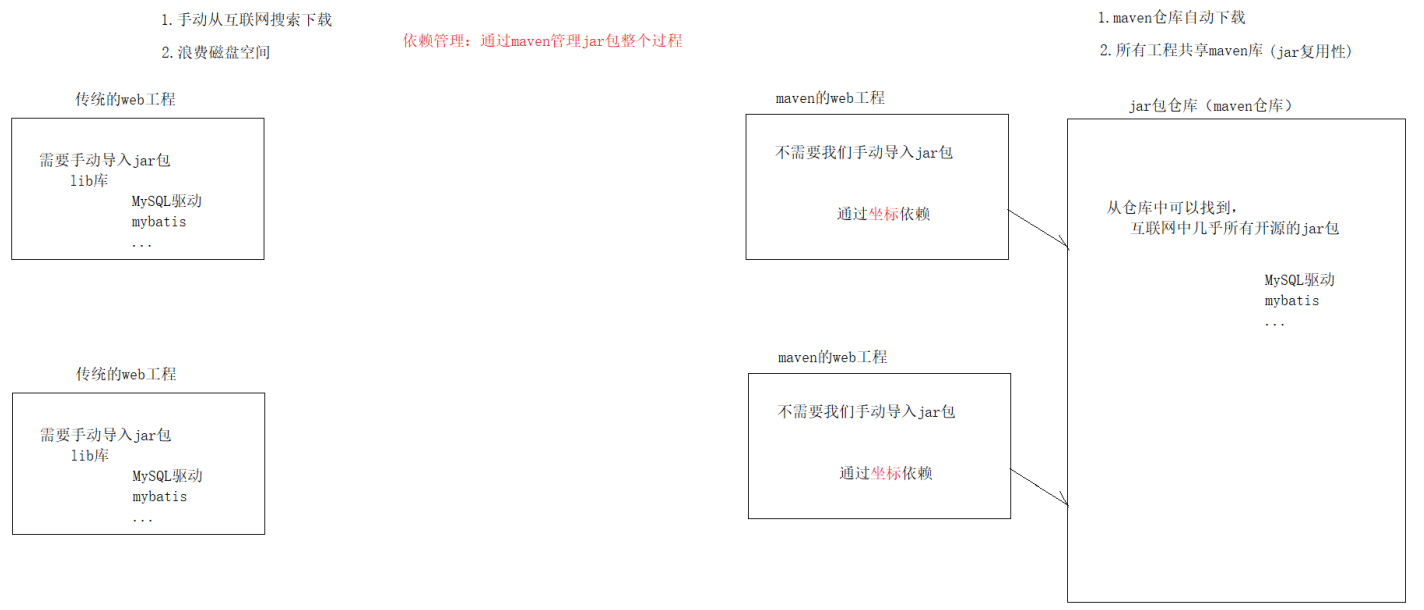 1.手动从互联网搜索下载
2.浪费磁盘空间
依赖管理：通过maven管理jar包整个过程
1.maven仓库自动下载
2.所有工程共享maven库 (jar复用性)
传统的web工程
需要手动导入jar包
lib库
MySQL驱动
mybatis
...
传统的web工程
需要手动导入jar包
lib库
MySQL驱动
mybatis
...
maven的web工程
不需要我们手动导入jar包
通过坐标依赖
maven的web工程
不需要我们手动导入jar包
通过坐标依赖
jar包仓库（maven仓库）
从仓库中可以找到，
互联网中几乎所有开源的jar包
MySQL驱动
mybatis
...